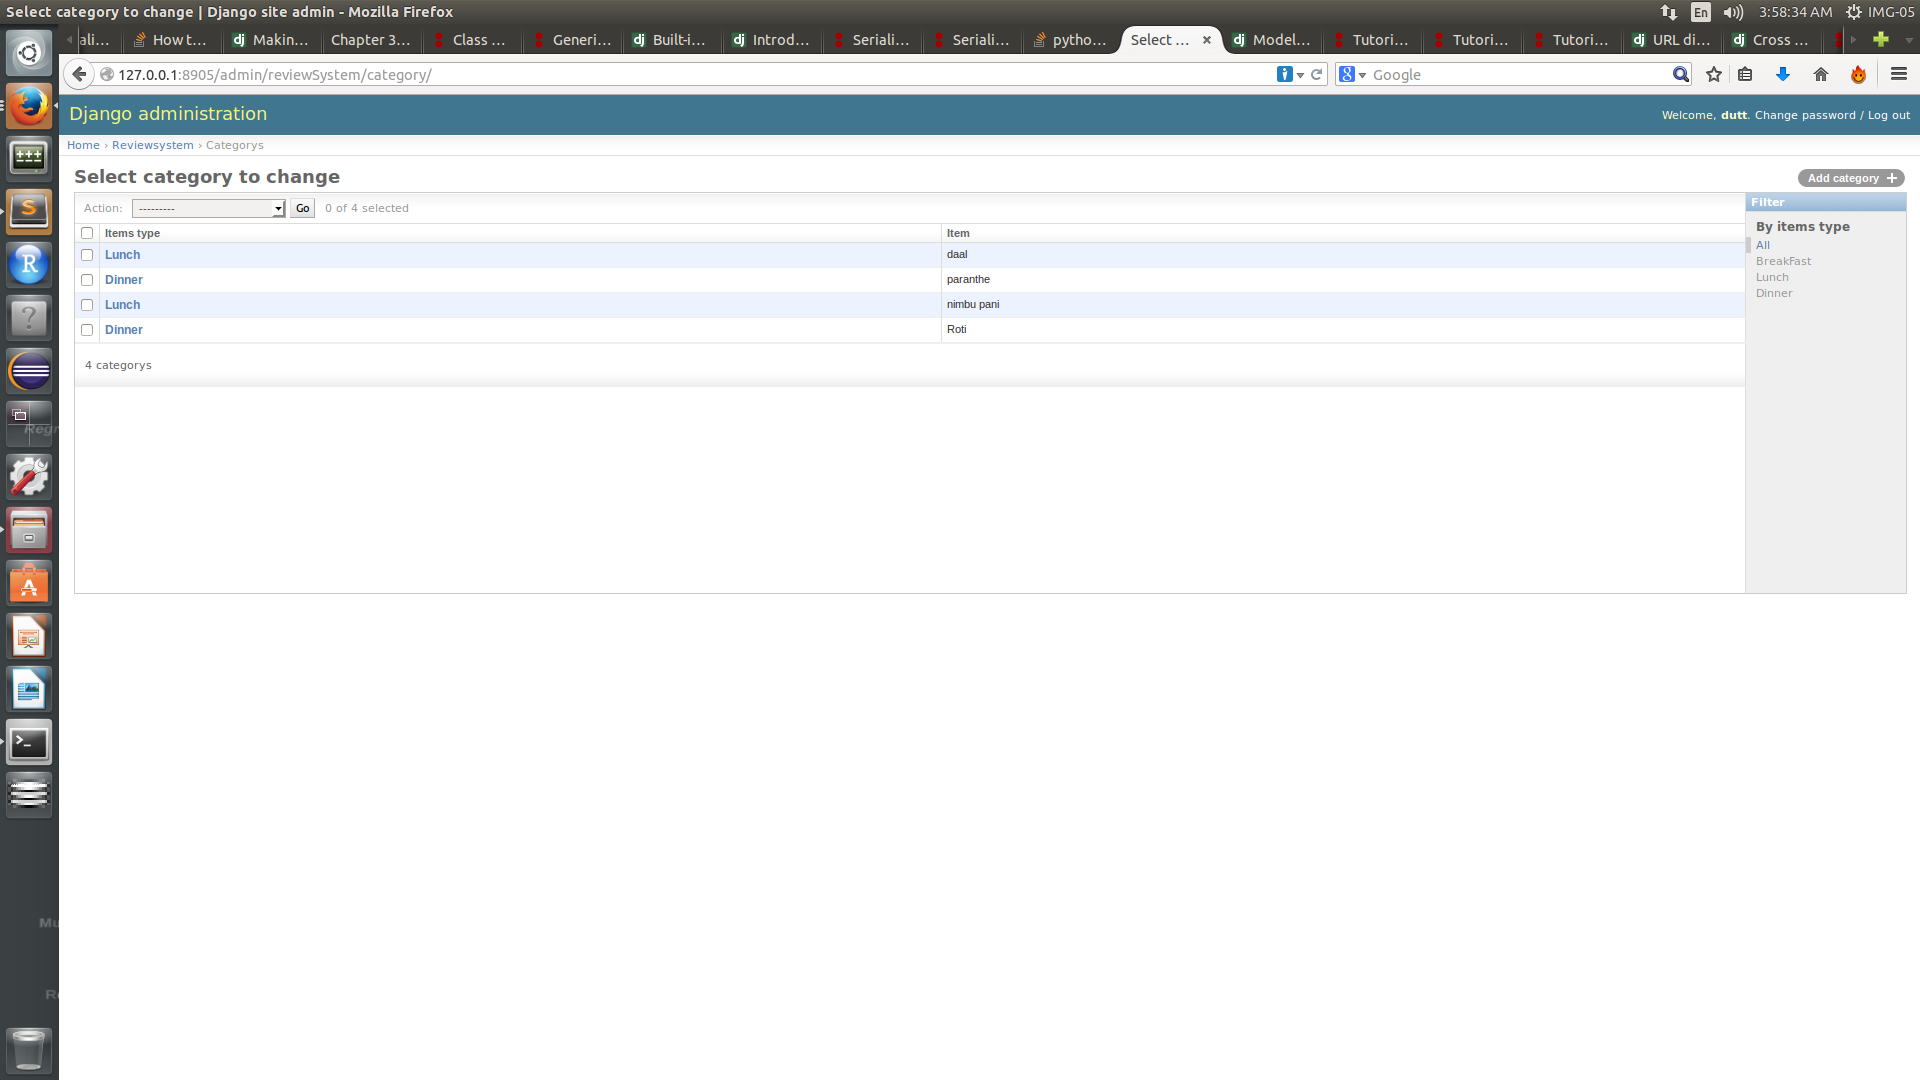 Select category to change | Django site admin - Mozilla Firefox
En
3:58:34 AM
IMG-05
ali...
How t...
Makin...
Chapter 3...
Class ...
Generi...
Built-i...
Introd...
Seriali...
Seriali...
pytho...
Select ...
Model...
Tutori...
Tutori...
Tutori...
URL di...
Cross ...
127.0.0.1:8905/admin/reviewSystem/category/
Google
Django administration
Welcome, dutt. Change password / Log out
Home › Reviewsystem › Categorys
Select category to change
Add category
Action: --------- Go 0 of 4 selected
Filter
Items type Item
By items type
Lunch daal
All
BreakFast
Dinner paranthe
Lunch
Dinner
Lunch nimbu pani
Dinner Roti
4 categorys